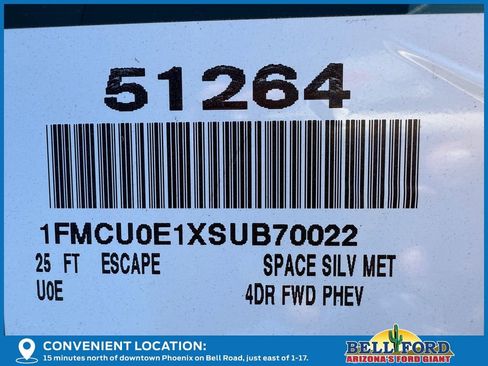 51264
1FMCU0E1XSUB70022
25 FT ESCAPE SPACE SILV MET
U0E 4DR FWD PHEV
CONVENIENT LOCATION:
15 minutes north of downtown Phoenix on Bell Road, just east of 1-17.
BELL FORD
ARIZONA'S FORD GIANT